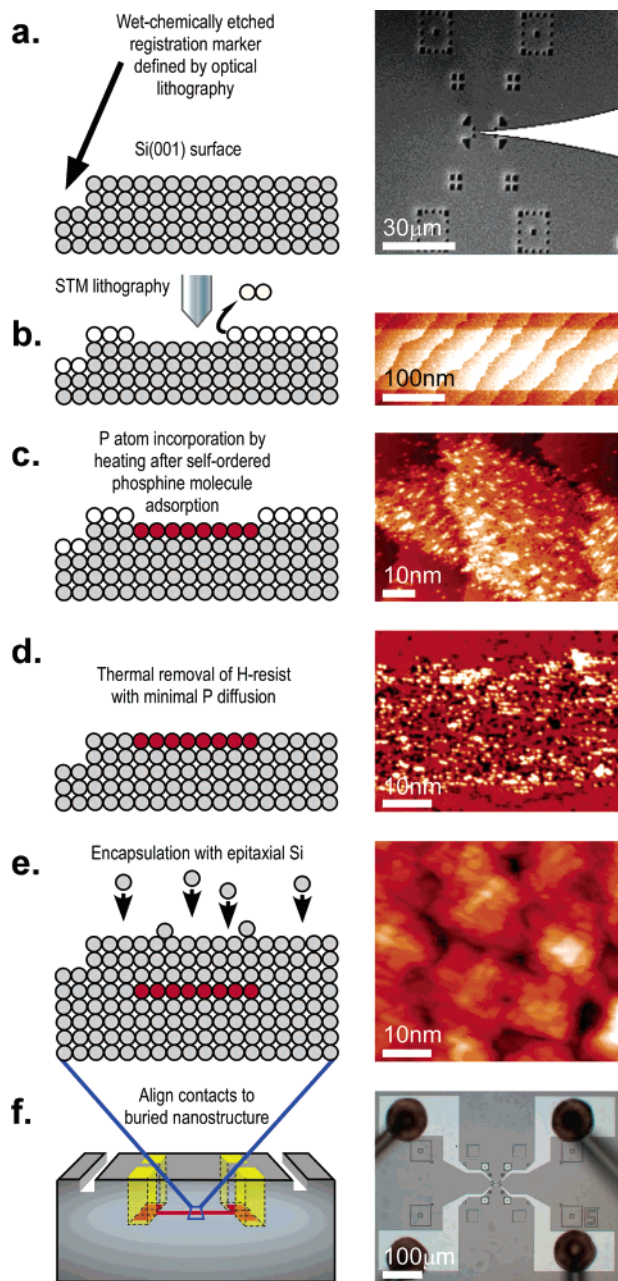 a.
Wet-chemically etched
registration marker
defined by optical
lithography
Si(001) surface
30μm
STM lithography
b.
100nm
c.
P atom incorporation by
heating after self-ordered
phosphine molecule
adsorption
10nm
d.
Thermal removal of H-resist
with minimal P diffusion
10nm
e.
Encapsulation with epitaxial Si
10nm
f.
Align contacts to
buried nanostructure
100μm